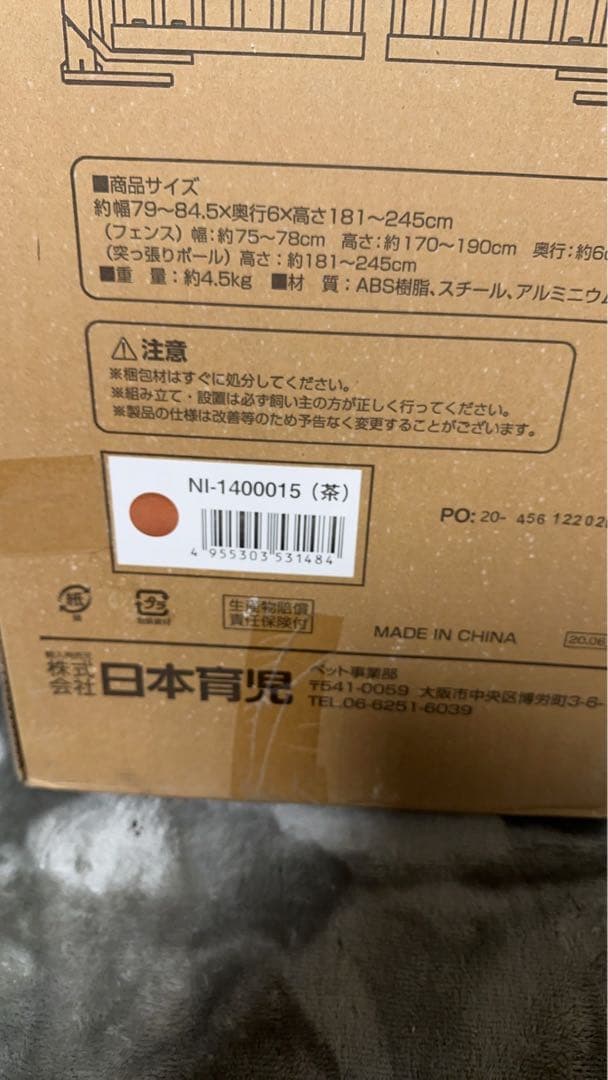 ■商品サイズ
約幅79〜84.5×奥行6×高さ181〜245cm
（フェンス）幅：約75〜78cm 高さ：約170〜190cm 奥行：約6c
（突っ張りポール）高さ：約181〜245cm
■重 量：約4.5kg ■材 質：ABS樹脂、スチール、アルミニウム
⚠注意
※梱包材はすぐに処分してください。
※組み立て・設置は必ず飼い主の方が正しく行ってください。
※製品の仕様は改善等のため予告なく変更することがございます。
NI-1400015（茶）
4 955303 531484
PO: 20- 456 12202
紙
プラ
生産物賠償
責任保険付
MADE IN CHINA
20.06
株式会社 日本育児
ペット事業部
〒541-0059 大阪市中央区博労町3-6-
TEL.06-6251-6039